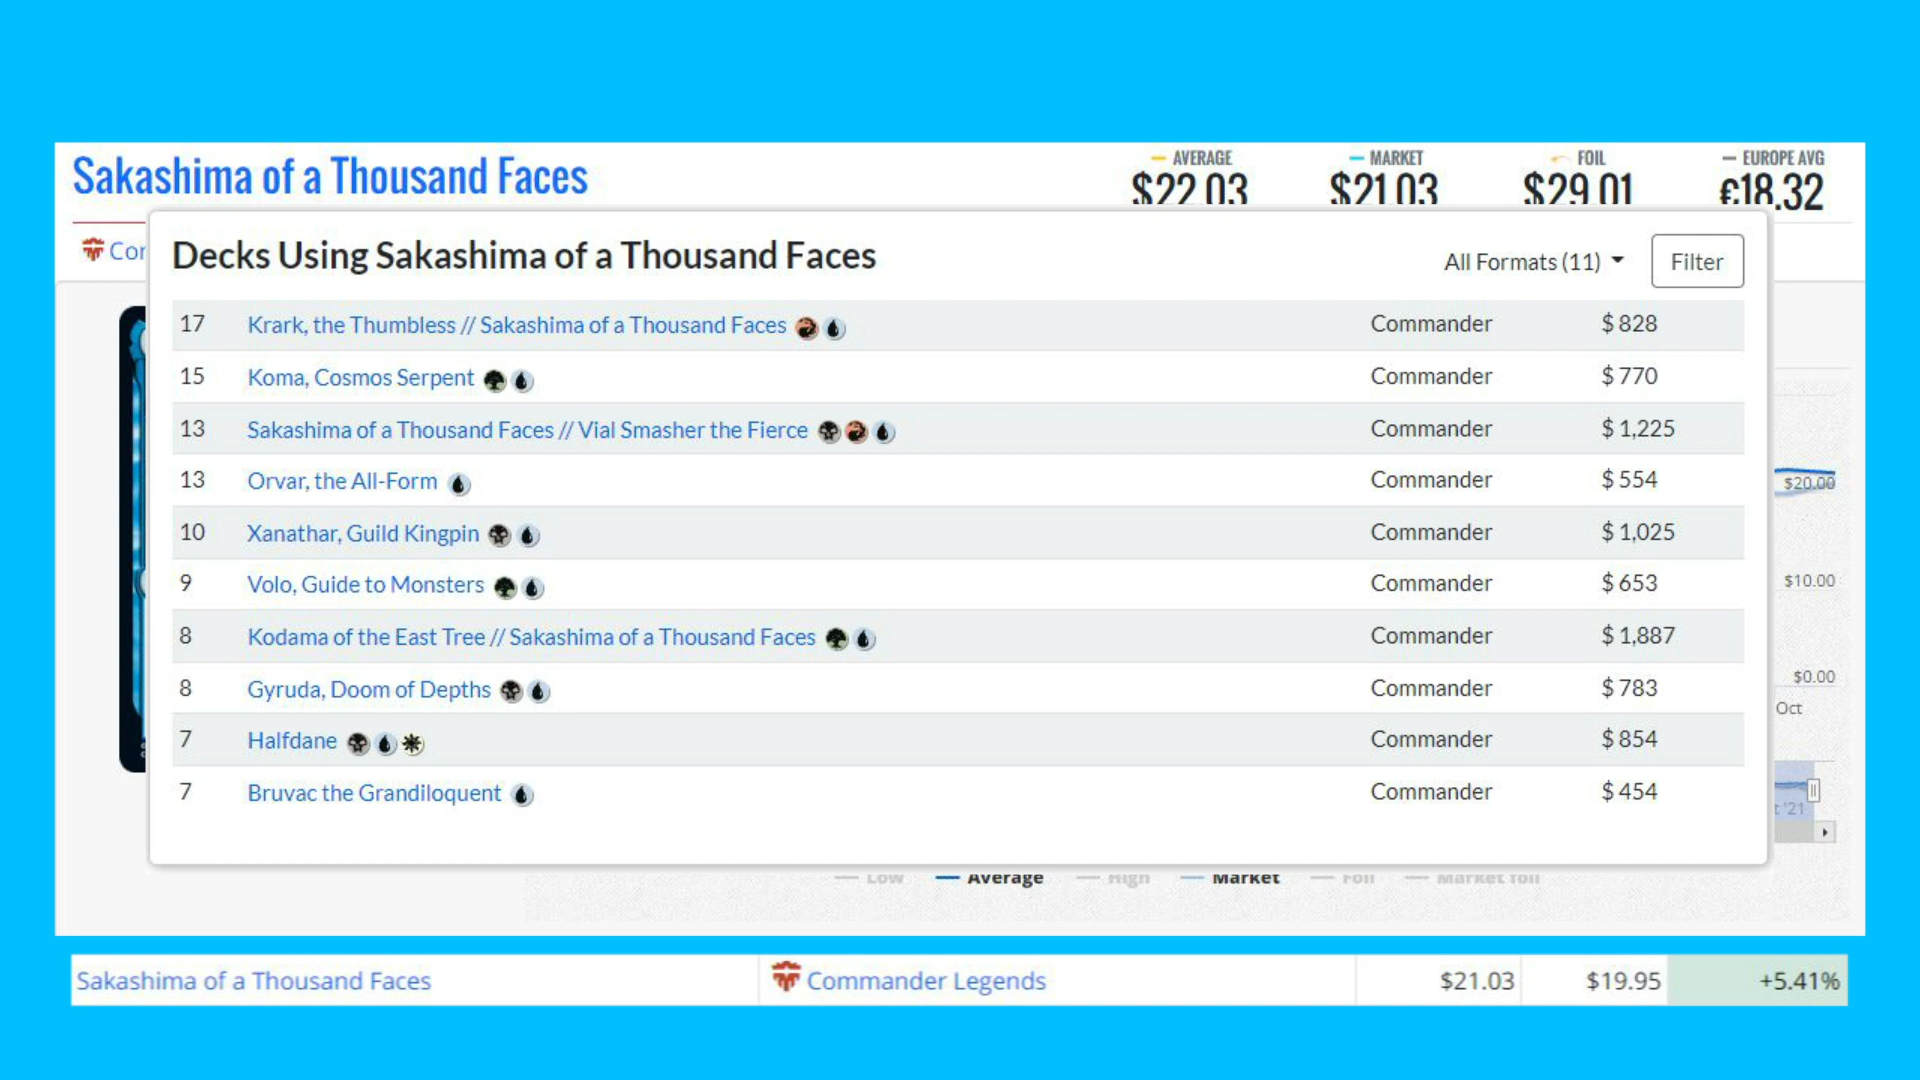 Sakashima of a Thousand Faces
AVERAGE MARKET FOIL EUROPE AVG
$22.03 $21.03 $29.01 €18.32
Decks Using Sakashima of a Thousand Faces
All Formats (11) Filter
17 Krark, the Thumbless // Sakashima of a Thousand Faces Commander $ 828
15 Koma, Cosmos Serpent Commander $ 770
13 Sakashima of a Thousand Faces // Vial Smasher the Fierce Commander $ 1,225
13 Orvar, the All-Form Commander $ 554
10 Xanathar, Guild Kingpin Commander $ 1,025
9 Volo, Guide to Monsters Commander $ 653
8 Kodama of the East Tree // Sakashima of a Thousand Faces Commander $ 1,887
8 Gyruda, Doom of Depths Commander $ 783
7 Halfdane Commander $ 854
7 Bruvac the Grandiloquent Commander $ 454
$20.00
$10.00
$0.00
Oct
'21
Low Average High Market Foil Market Foil
Sakashima of a Thousand Faces Commander Legends $21.03 $19.95 +5.41%